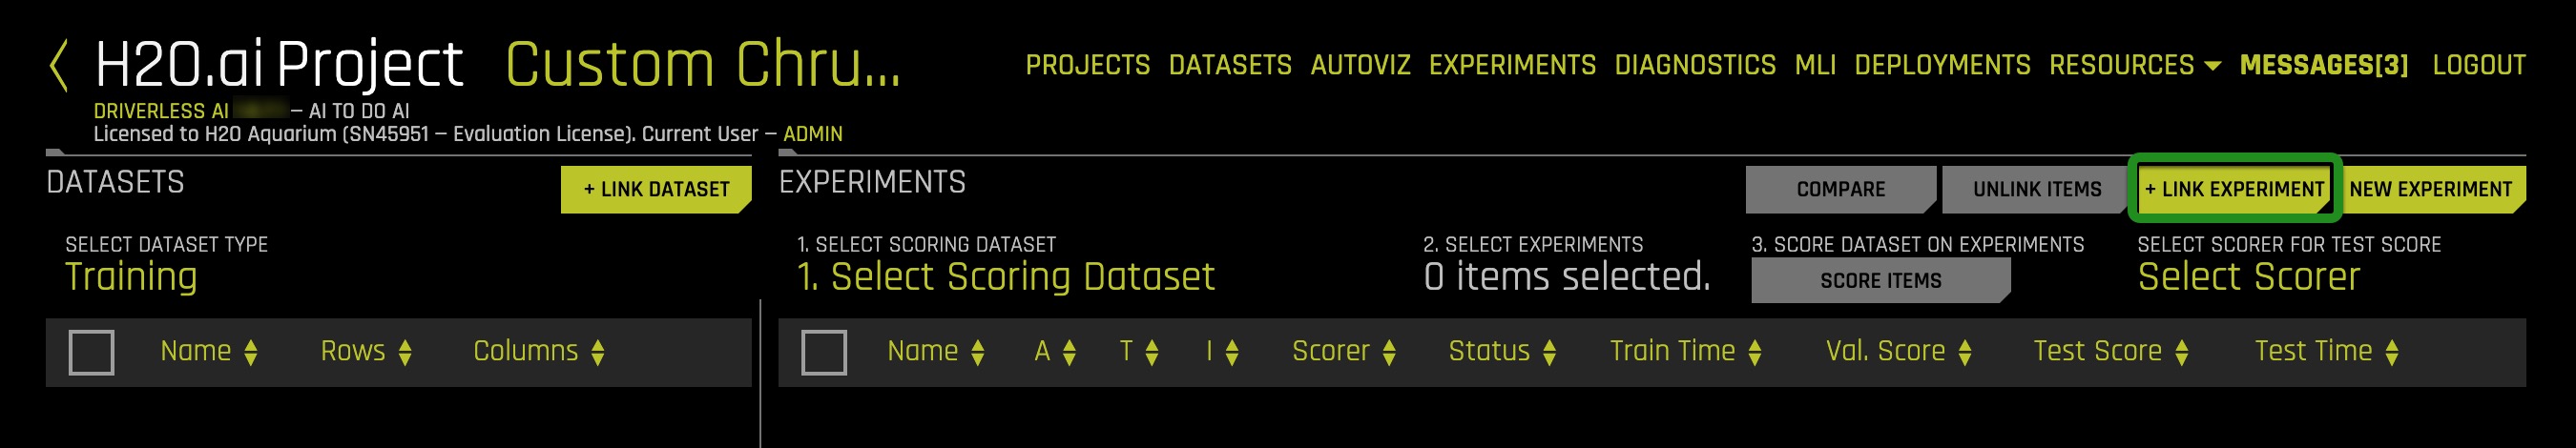 H2O.ai Project Custom Chru...
PROJECTS DATASETS AUTOVIZ EXPERIMENTS DIAGNOSTICS MLI DEPLOYMENTS RESOURCES MESSAGES[3] LOGOUT
DRIVERLESS AI — AI TO DO AI
Licensed to H2O Aquarium (SN45951 — Evaluation License). Current User — ADMIN
DATASETS
+ LINK DATASET
SELECT DATASET TYPE
Training
Name Rows Columns
EXPERIMENTS
COMPARE UNLINK ITEMS + LINK EXPERIMENT NEW EXPERIMENT
1. SELECT SCORING DATASET
1. Select Scoring Dataset
2. SELECT EXPERIMENTS
0 items selected.
3. SCORE DATASET ON EXPERIMENTS
SCORE ITEMS
SELECT SCORER FOR TEST SCORE
Select Scorer
Name A T I Scorer Status Train Time Val. Score Test Score Test Time